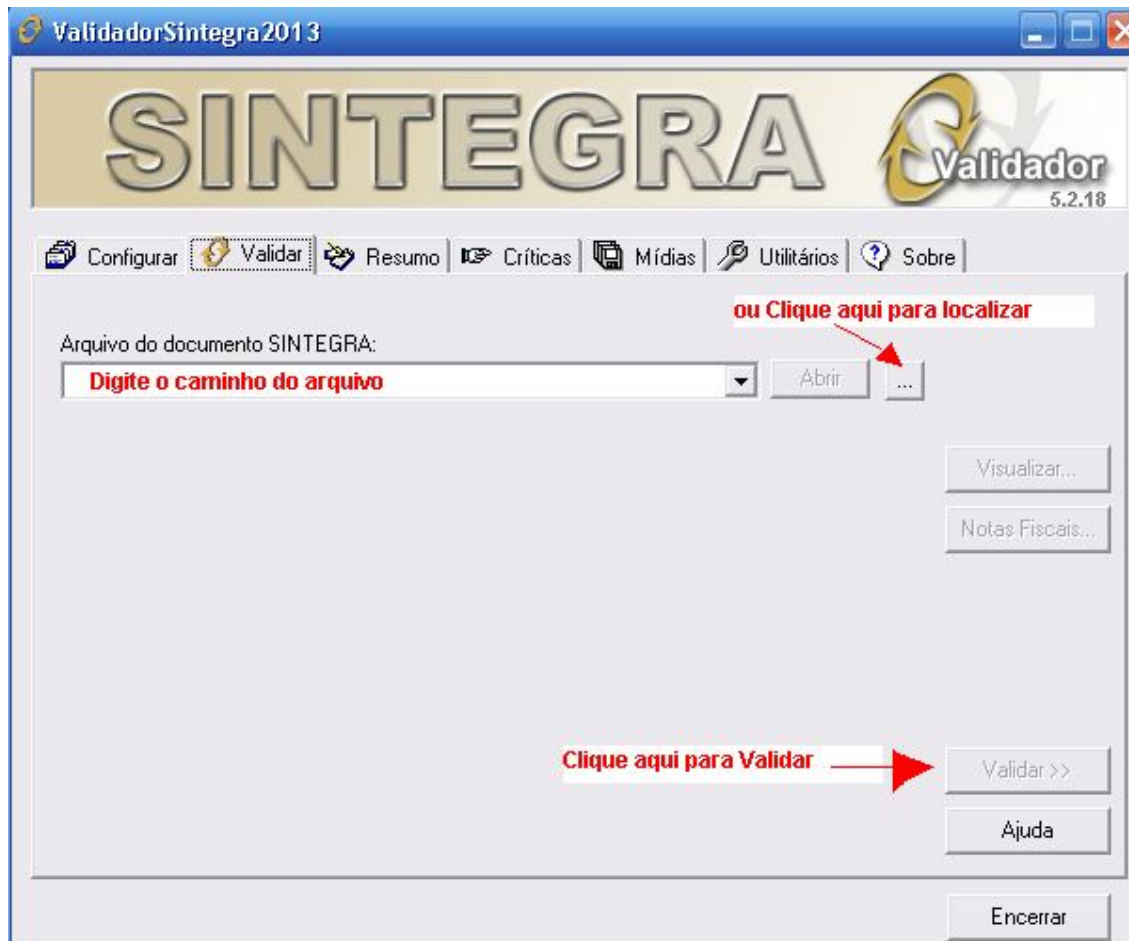 ValidadorSintegra2013
SINTEGRA
Validador
5.2.18
Configurar Validar Resumo Críticas Mídias Utilitários Sobre
ou Clique aqui para localizar
Arquivo do documento SINTEGRA:
Digite o caminho do arquivo Abrir ...
Visualizar...
Notas Fiscais...
Clique aqui para Validar Validar >>
Ajuda
Encerrar